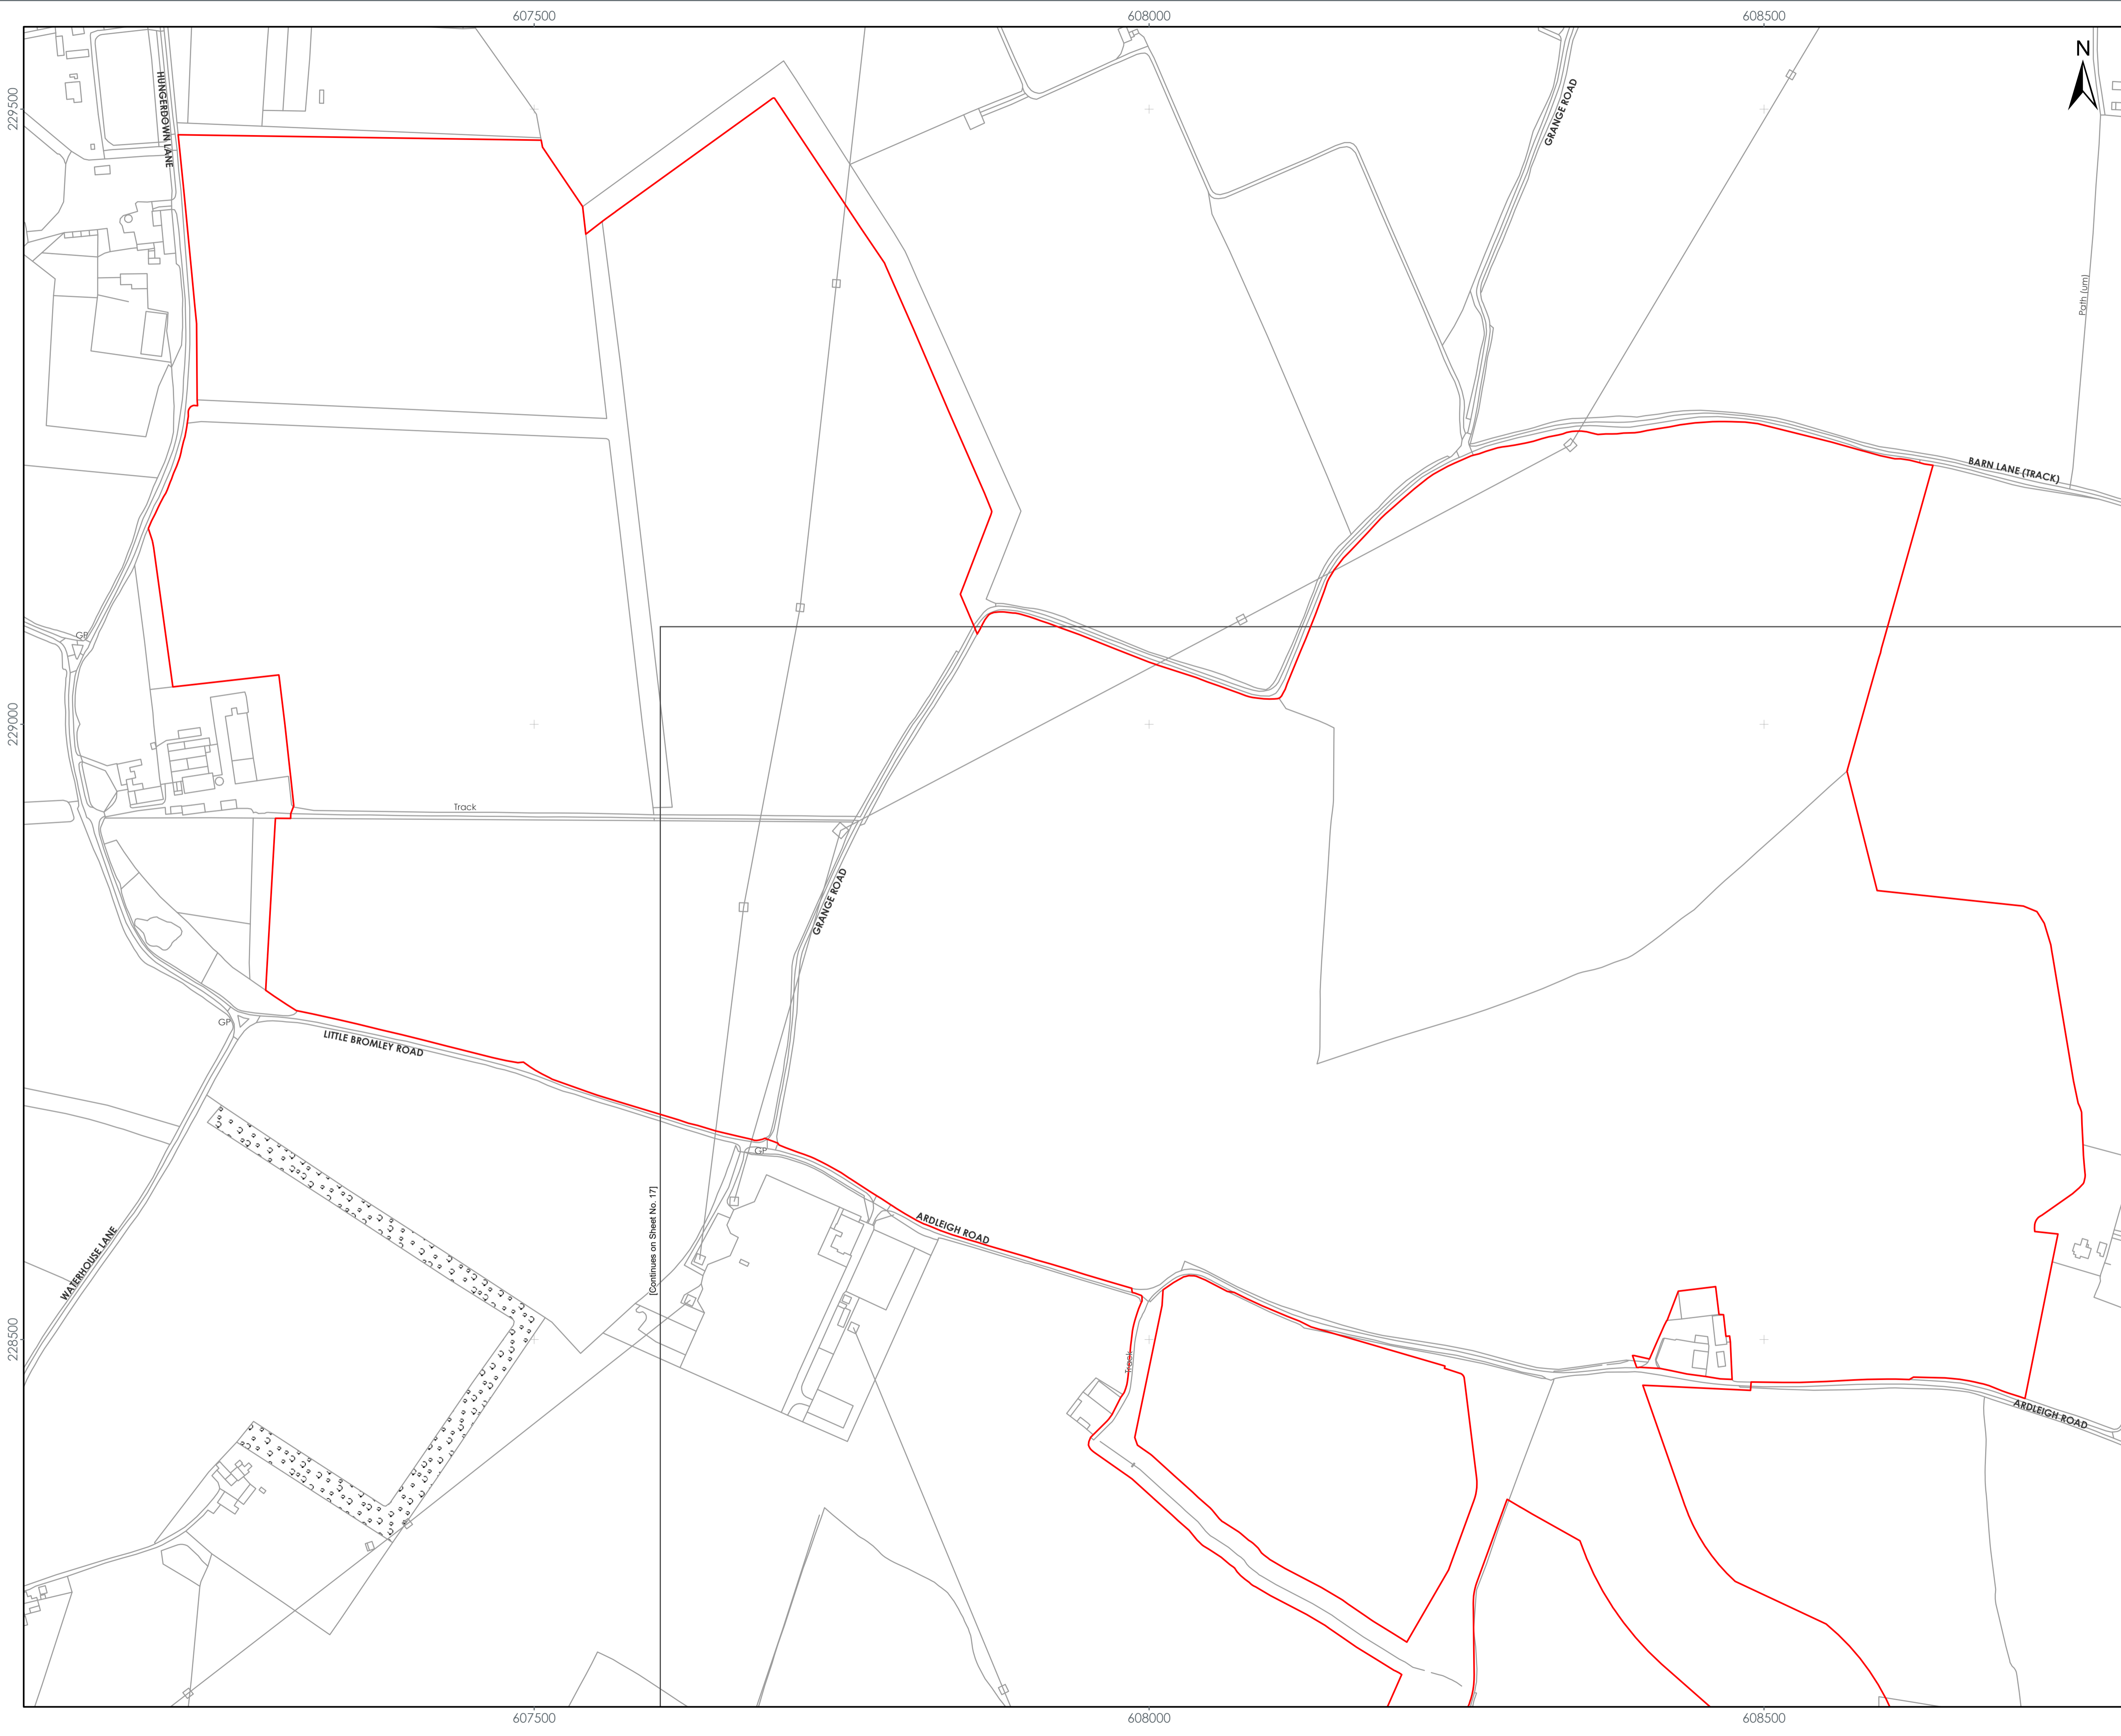 607500
608000
608500
N
229500
HUNGERDOWN LANE
GRANGE ROAD
Path (um)
BARN LANE (TRACK)
GP
229000
Track
GRANGE ROAD
GP
LITTLE BROMLEY ROAD
GP
[Continues on Sheet No. 17]
ARDLEIGH ROAD
WATERHOUSE LANE
228500
Track
ARDLEIGH ROAD
607500
608000
608500